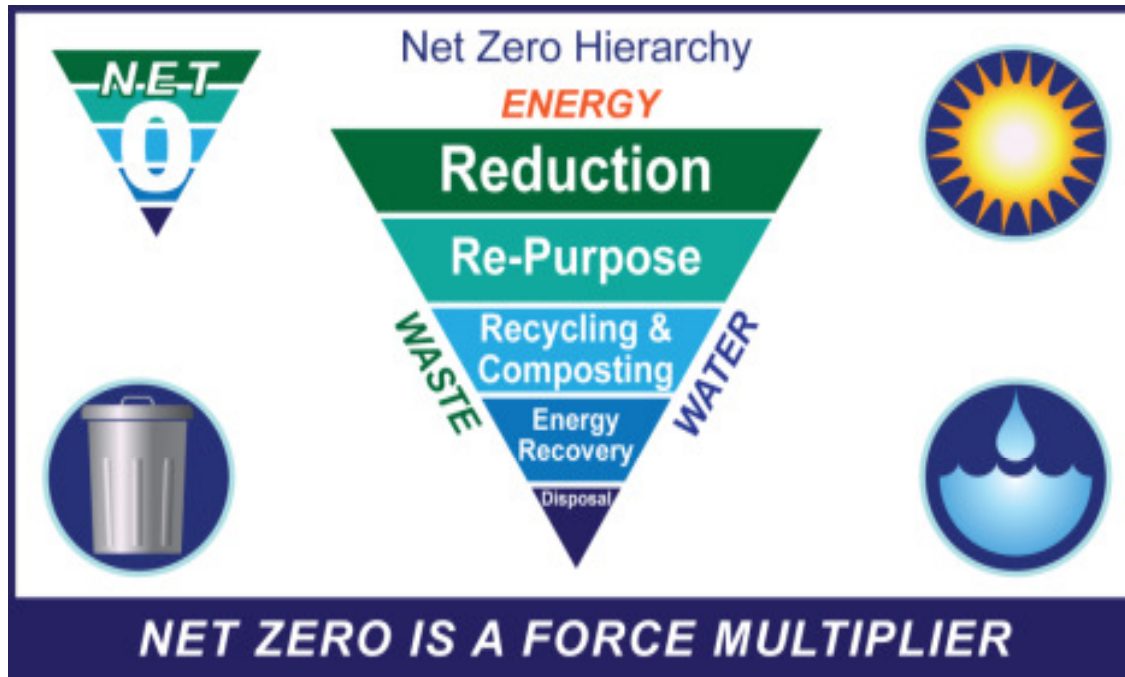 NET
0
Net Zero Hierarchy
ENERGY
Reduction
Re-Purpose
Recycling &
Composting
Energy
Recovery
Disposal
WASTE
WATER
NET ZERO IS A FORCE MULTIPLIER